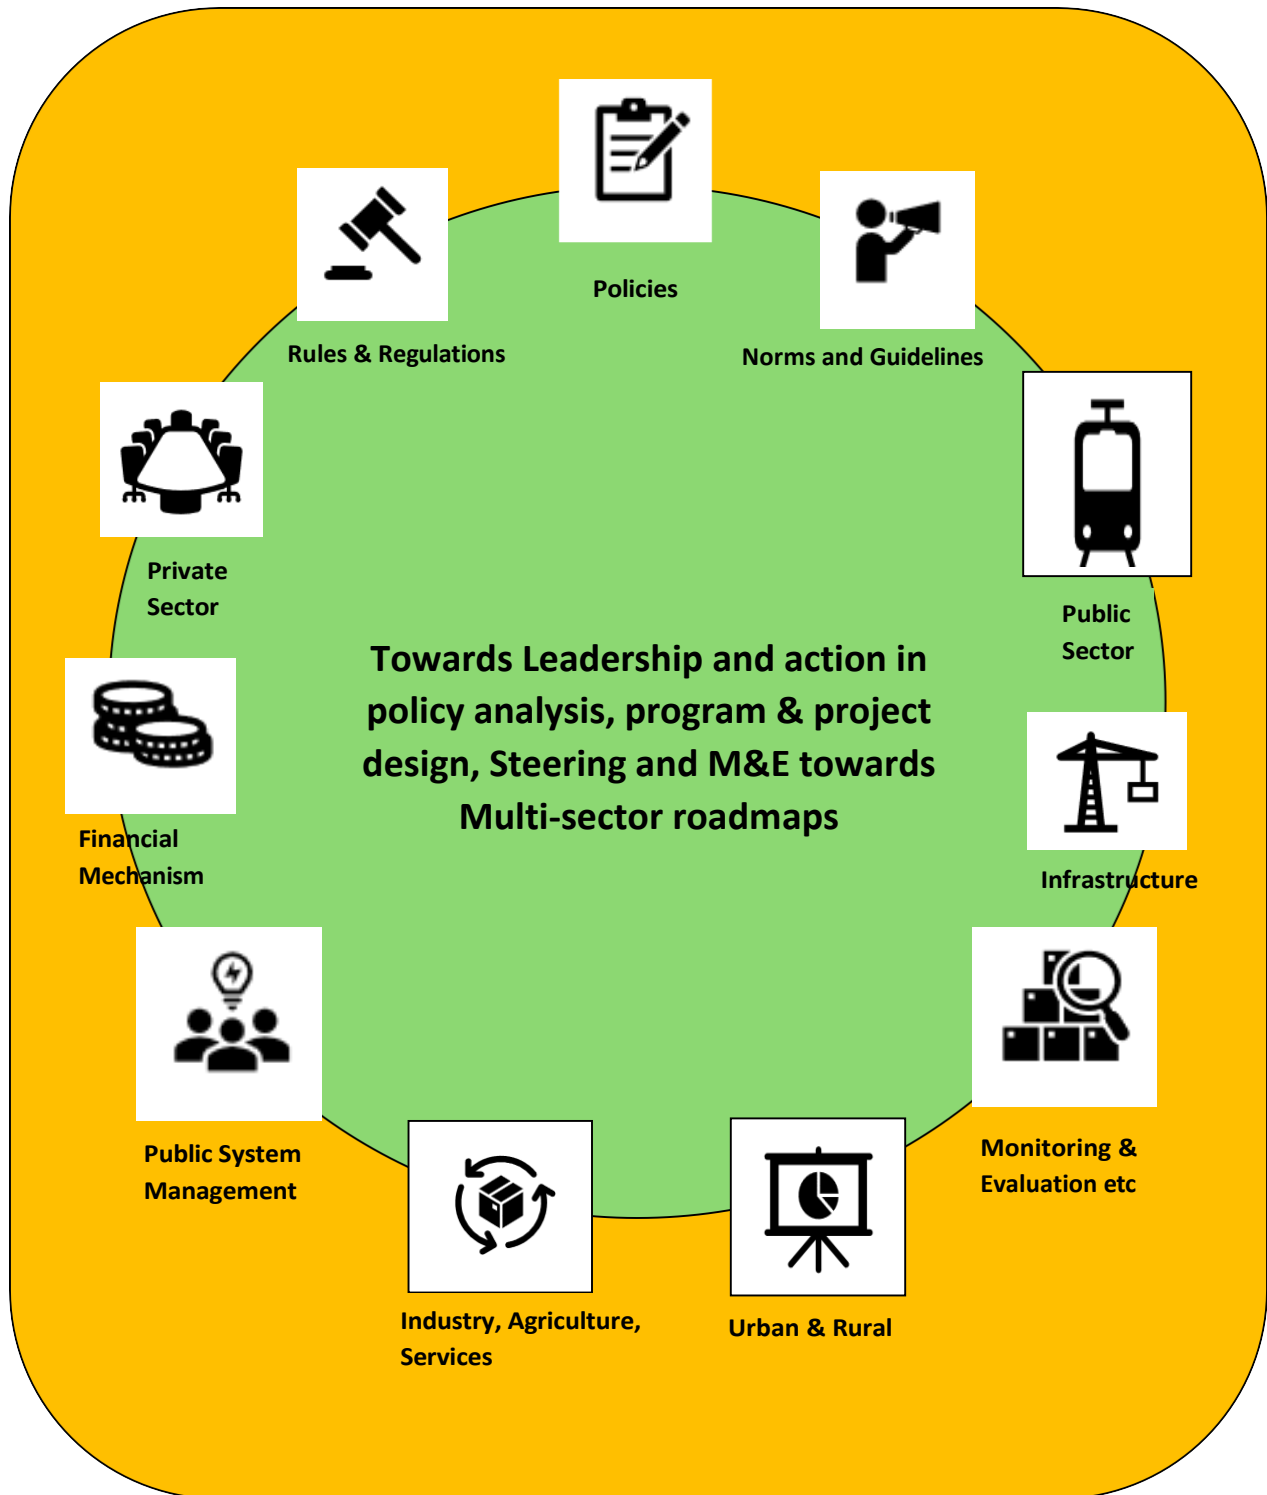 Policies
Rules & Regulations
Norms and Guidelines
Private
Sector
Public
Sector
Towards Leadership and action in
policy analysis, program & project
design, Steering and M&E towards
Multi-sector roadmaps
Financial
Mechanism
Infrastructure
Public System
Management
Monitoring &
Evaluation etc
Industry, Agriculture,
Services
Urban & Rural